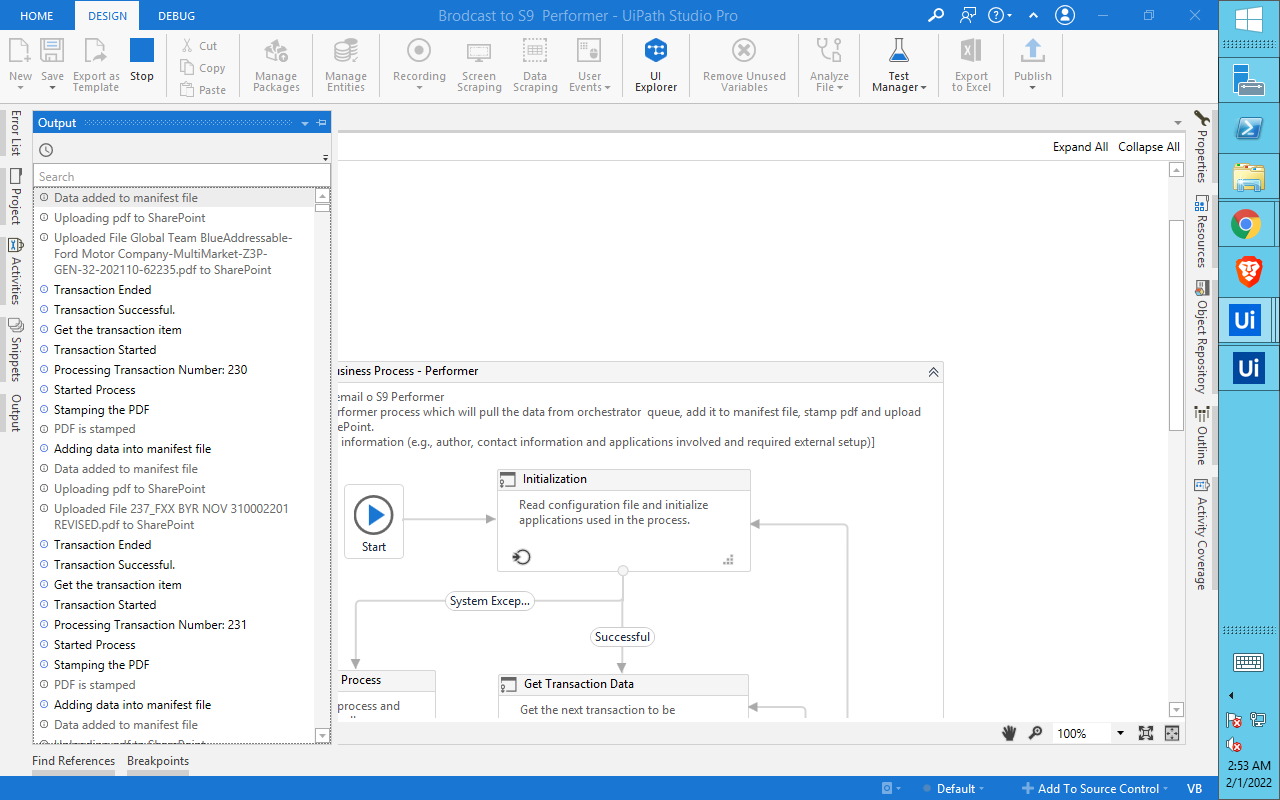 HOME DESIGN DEBUG Brodcast to S9 Performer - UiPath Studio Pro
New Save Export as Template Stop
Cut
Copy
Paste
Manage Packages
Manage Entities
Recording
Screen Scraping
Data Scraping
User Events
UI Explorer
Remove Unused Variables
Analyze File
Test Manager
Export to Excel
Publish
Error List
Project
Activities
Snippets
Output
Output
Search
Data added to manifest file
Uploading pdf to SharePoint
Uploaded File Global Team BlueAddressable-
Ford Motor Company-MultiMarket-Z3P-
GEN-32-202110-62235.pdf to SharePoint
Transaction Ended
Transaction Successful.
Get the transaction item
Transaction Started
Processing Transaction Number: 230
Started Process
Stamping the PDF
PDF is stamped
Adding data into manifest file
Data added to manifest file
Uploading pdf to SharePoint
Uploaded File 237_FXX BYR NOV 310002201
REVISED.pdf to SharePoint
Transaction Ended
Transaction Successful.
Get the transaction item
Transaction Started
Processing Transaction Number: 231
Started Process
Stamping the PDF
PDF is stamped
Adding data into manifest file
Data added to manifest file
Uploading pdf to SharePoint
Find References Breakpoints
Expand All Collapse All
usiness Process - Performer
email o S9 Performer
rformer process which will pull the data from orchestrator queue, add it to manifest file, stamp pdf and upload
ePoint.
information (e.g., author, contact information and applications involved and required external setup)]
Start
Initialization
Read configuration file and initialize
applications used in the process.
System Excep...
Successful
Process
process and
Get Transaction Data
Get the next transaction to be
100%
Properties
Resources
Object Repository
Outline
Activity Coverage
Default Add To Source Control VB
Ui
Ui
2:53 AM
2/1/2022